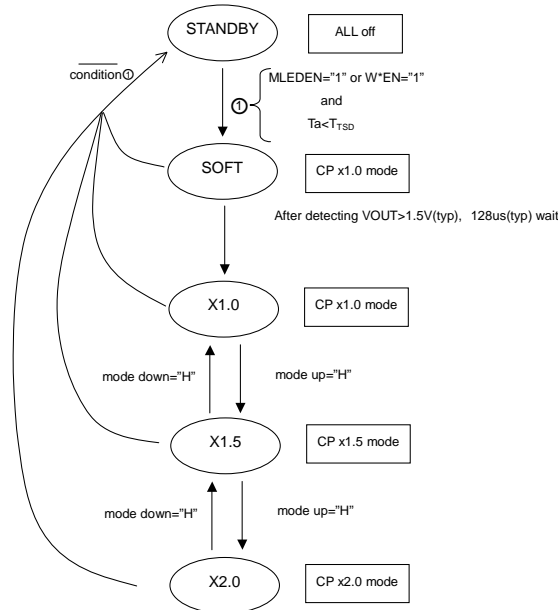 STANDBY
ALL off
condition①
①
MLEDEN="1" or W*EN="1"
and
Ta<TTSD
SOFT
CP x1.0 mode
After detecting VOUT>1.5V(typp), 128us(typ) wait
X1.0
CP x1.0 mode
mode down="H"
mode up="H"
X1.5
CP x1.5 mode
mode down="H"
mode up="H"
X2.0
CP x2.0 mode